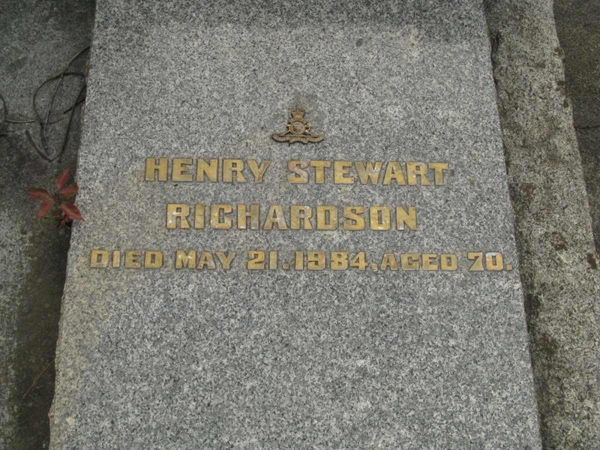 HENRY STEWART
RICHARDSON
DIED MAY 21.1984, AGED 70.